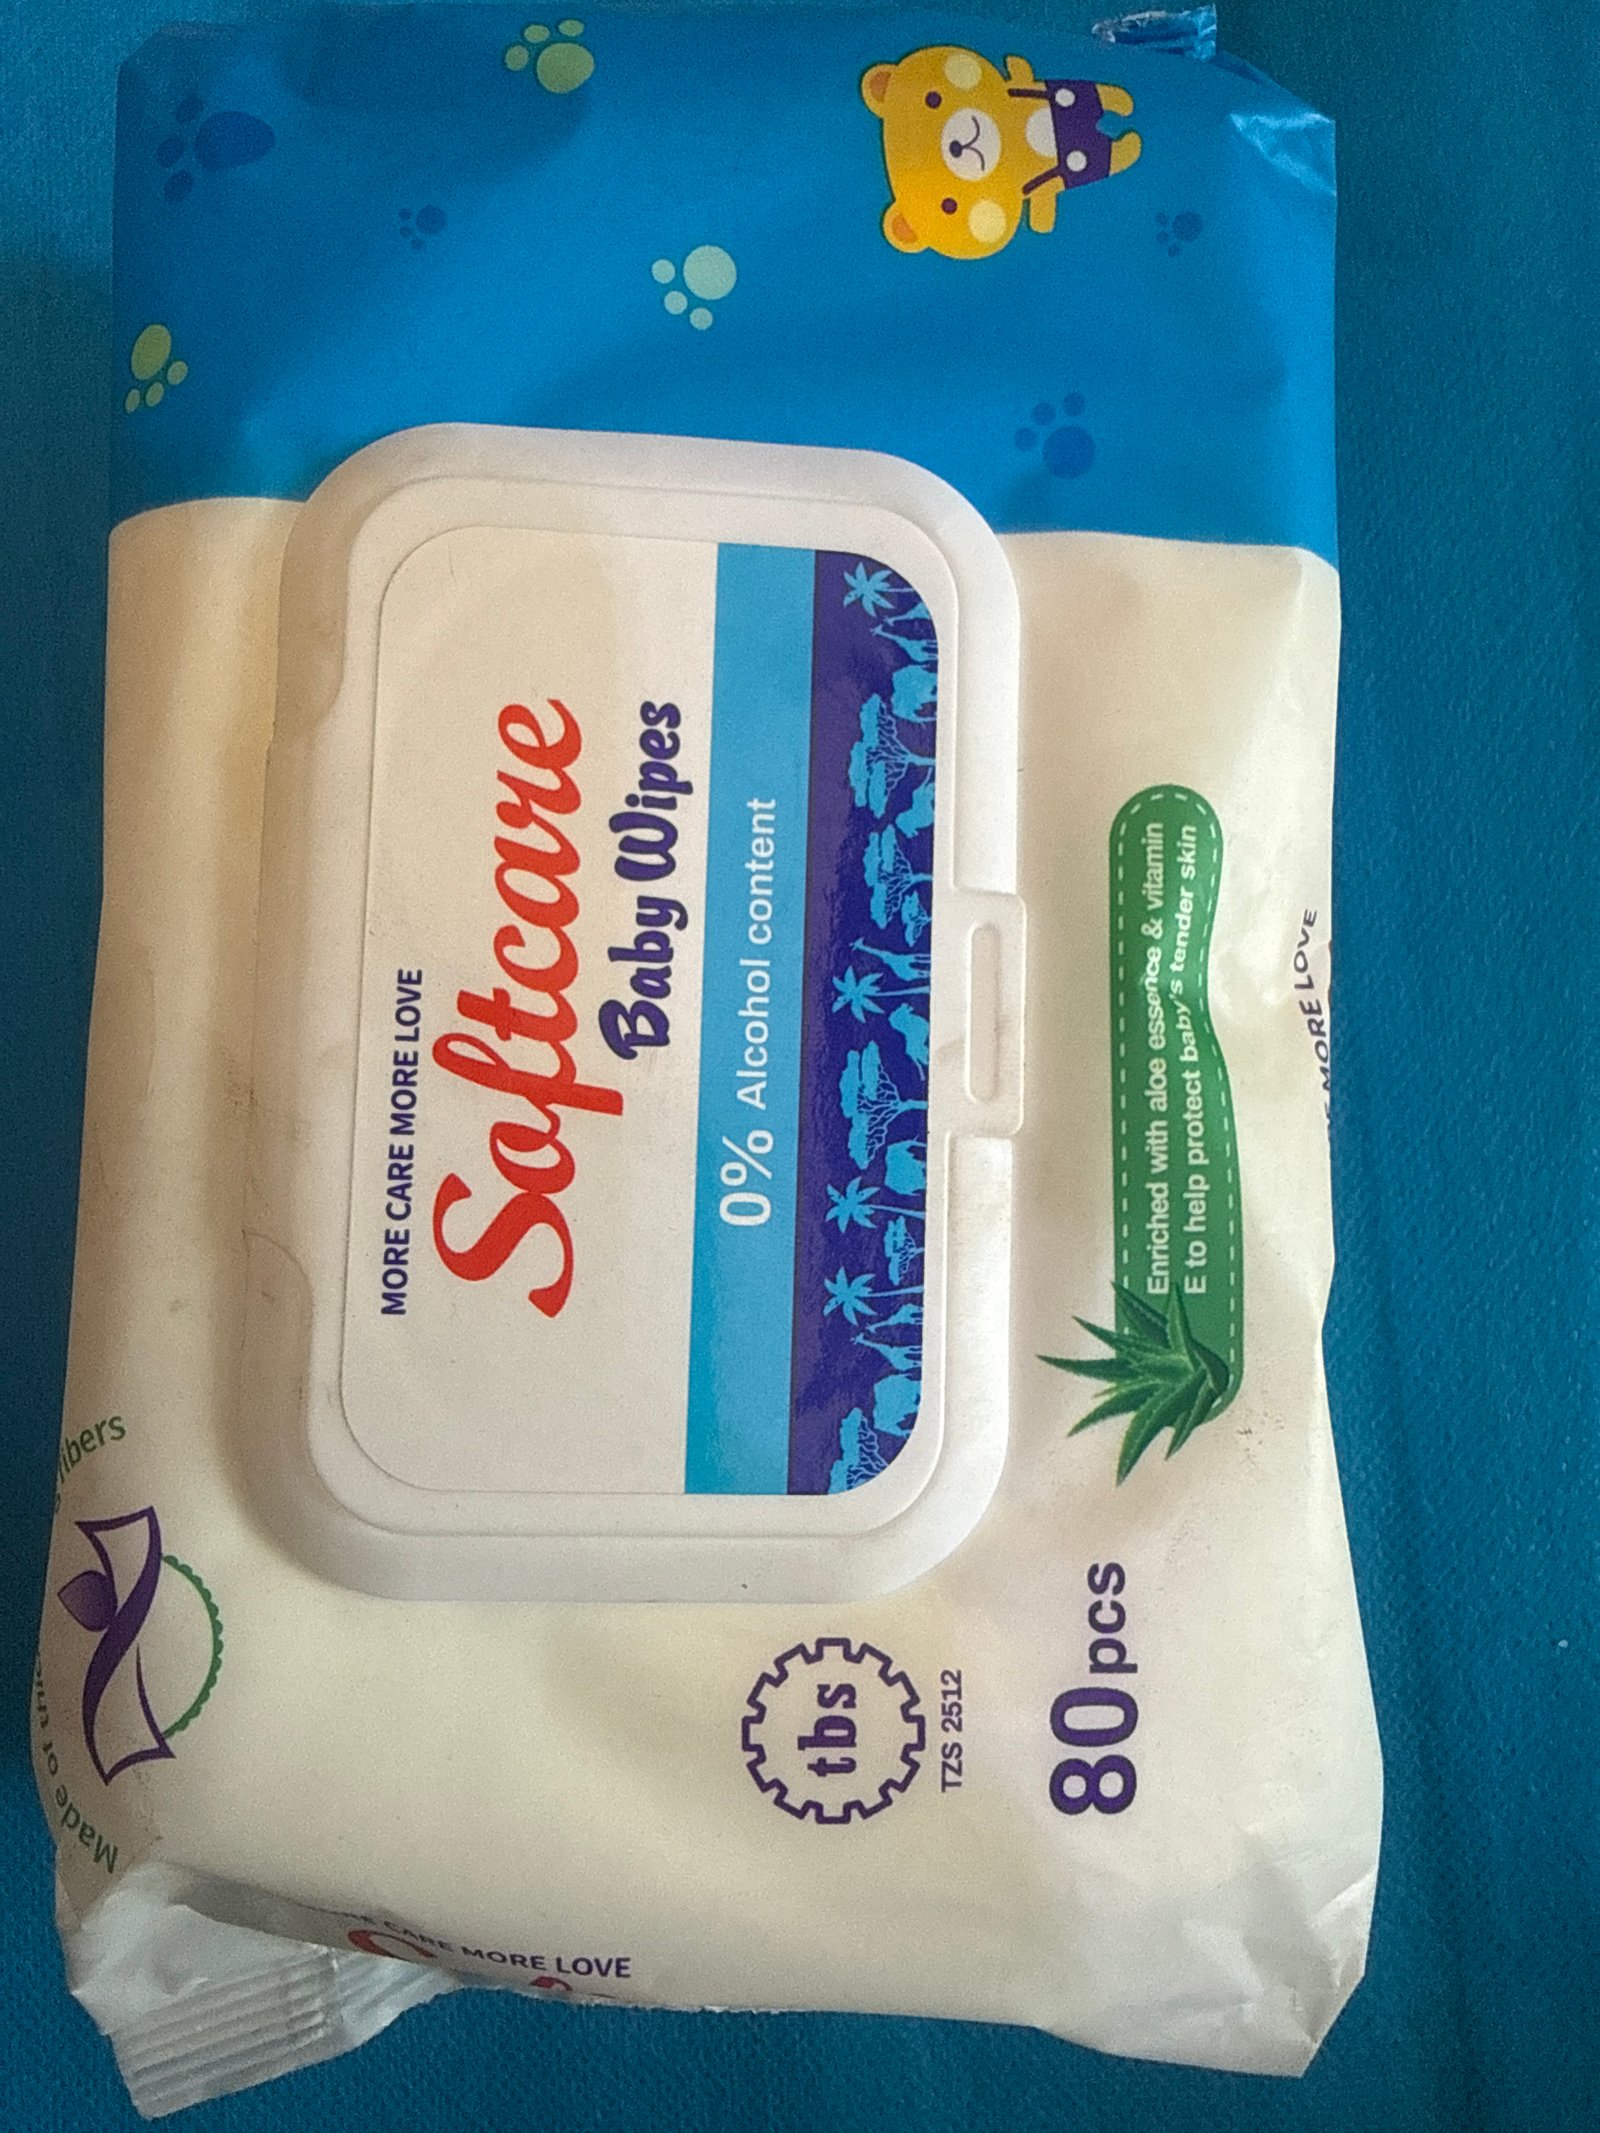 MORE CARE MORE LOVE
Softcare
Baby Wipes
0% Alcohol content
Enriched with aloe essence & vitamin
E to help protect baby's tender skin
80pcs
tbs
TZS 2512
Made of
fibers
CARE MORE LOVE
MORE LOVE